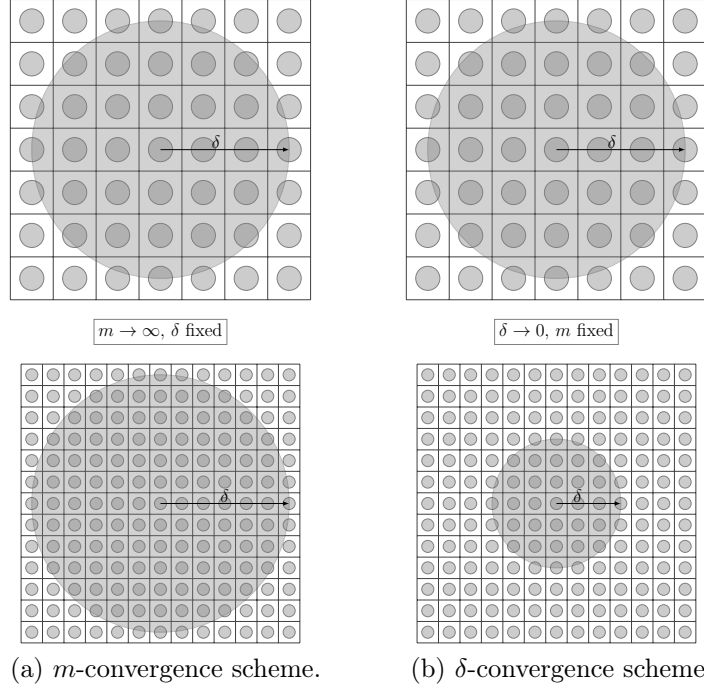 δ
δ
m → ∞, δ fixed
δ → 0, m fixed
δ
δ
(a) m-convergence scheme.
(b) δ-convergence scheme